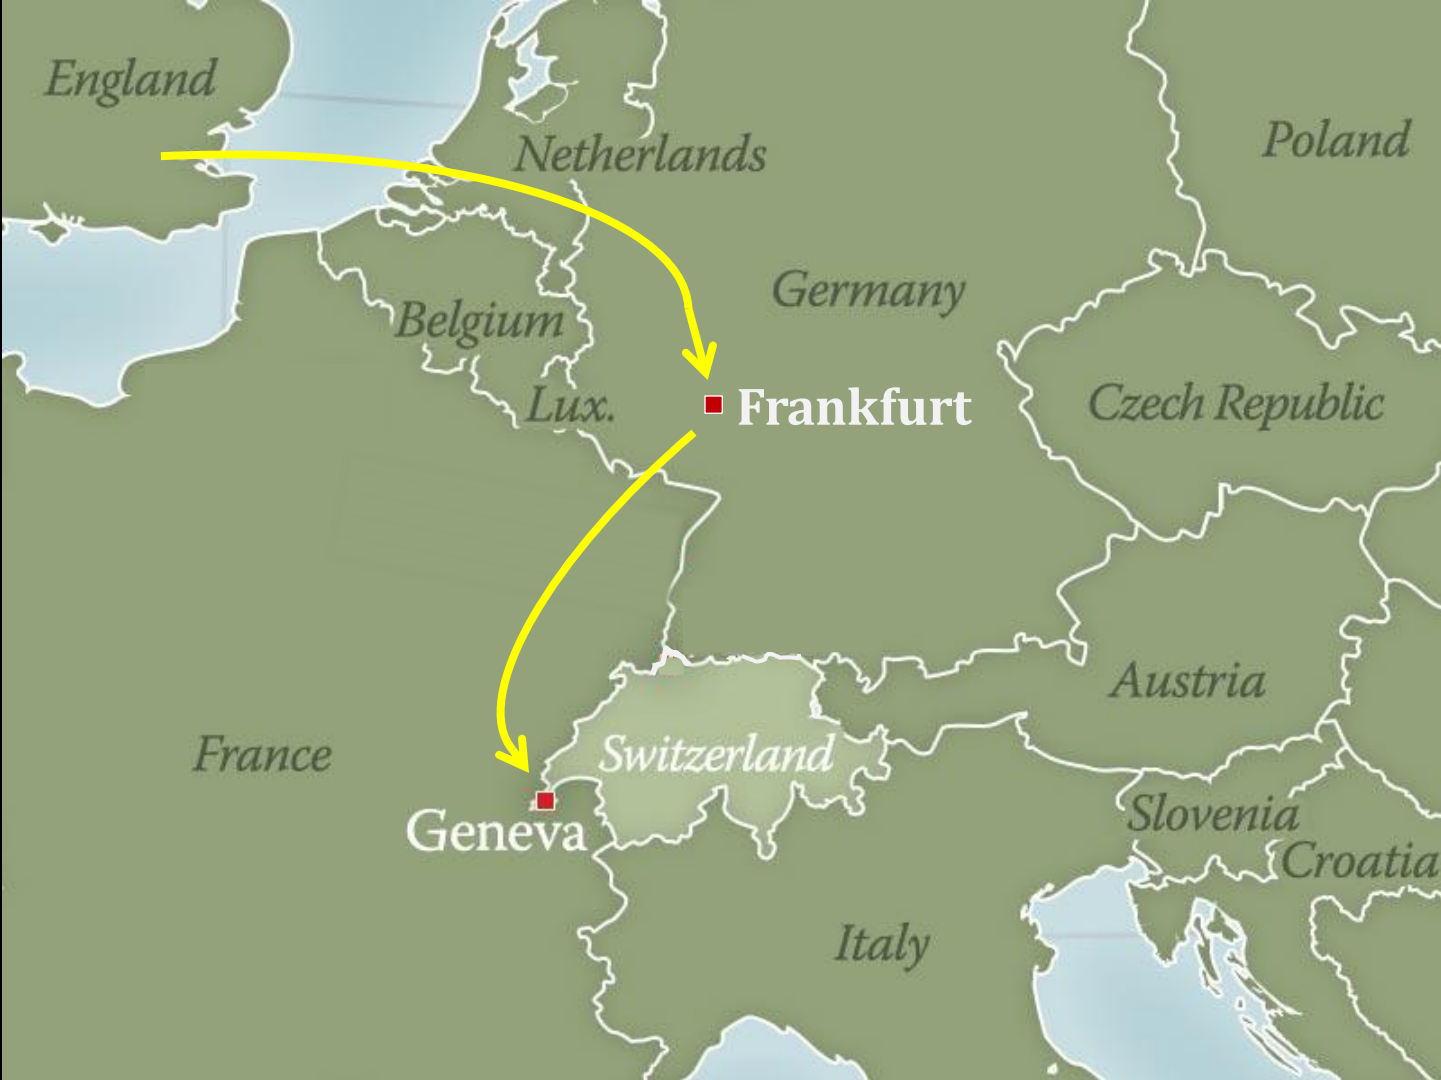 England
Netherlands
Poland
Germany
Belgium
Lux.
Frankfurt
Czech Republic
Austria
France
Switzerland
Geneva
Slovenia
Croatia
Italy